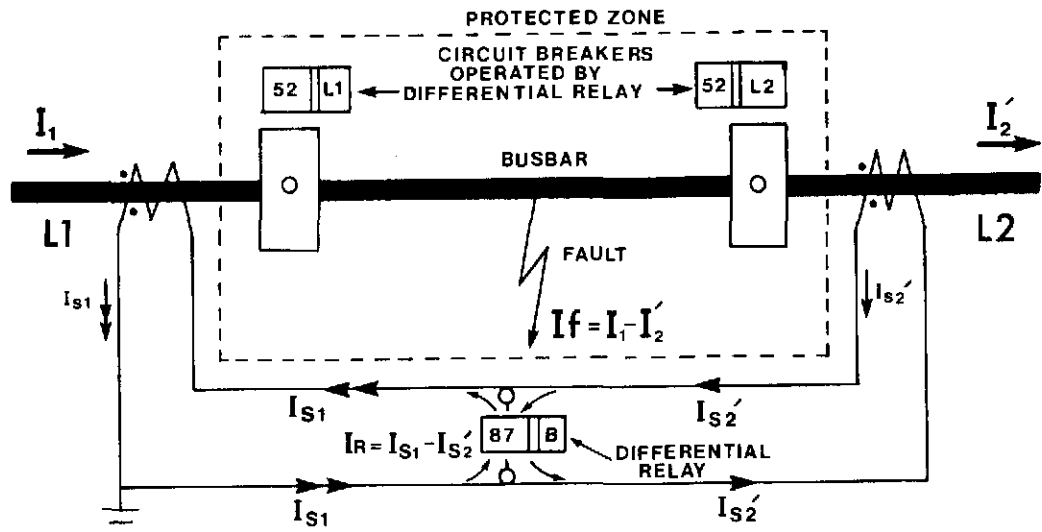 PROTECTED ZONE
CIRCUIT BREAKERS
OPERATED BY
DIFFERENTIAL RELAY
52 L1
52 L2
I₁
I₂′
BUSBAR
L1
L2
FAULT
If = I₁ - I₂′
IS1
IS2′
IS1
IS2′
IR = IS1 - IS2′
87 B
DIFFERENTIAL
RELAY
IS1
IS2′